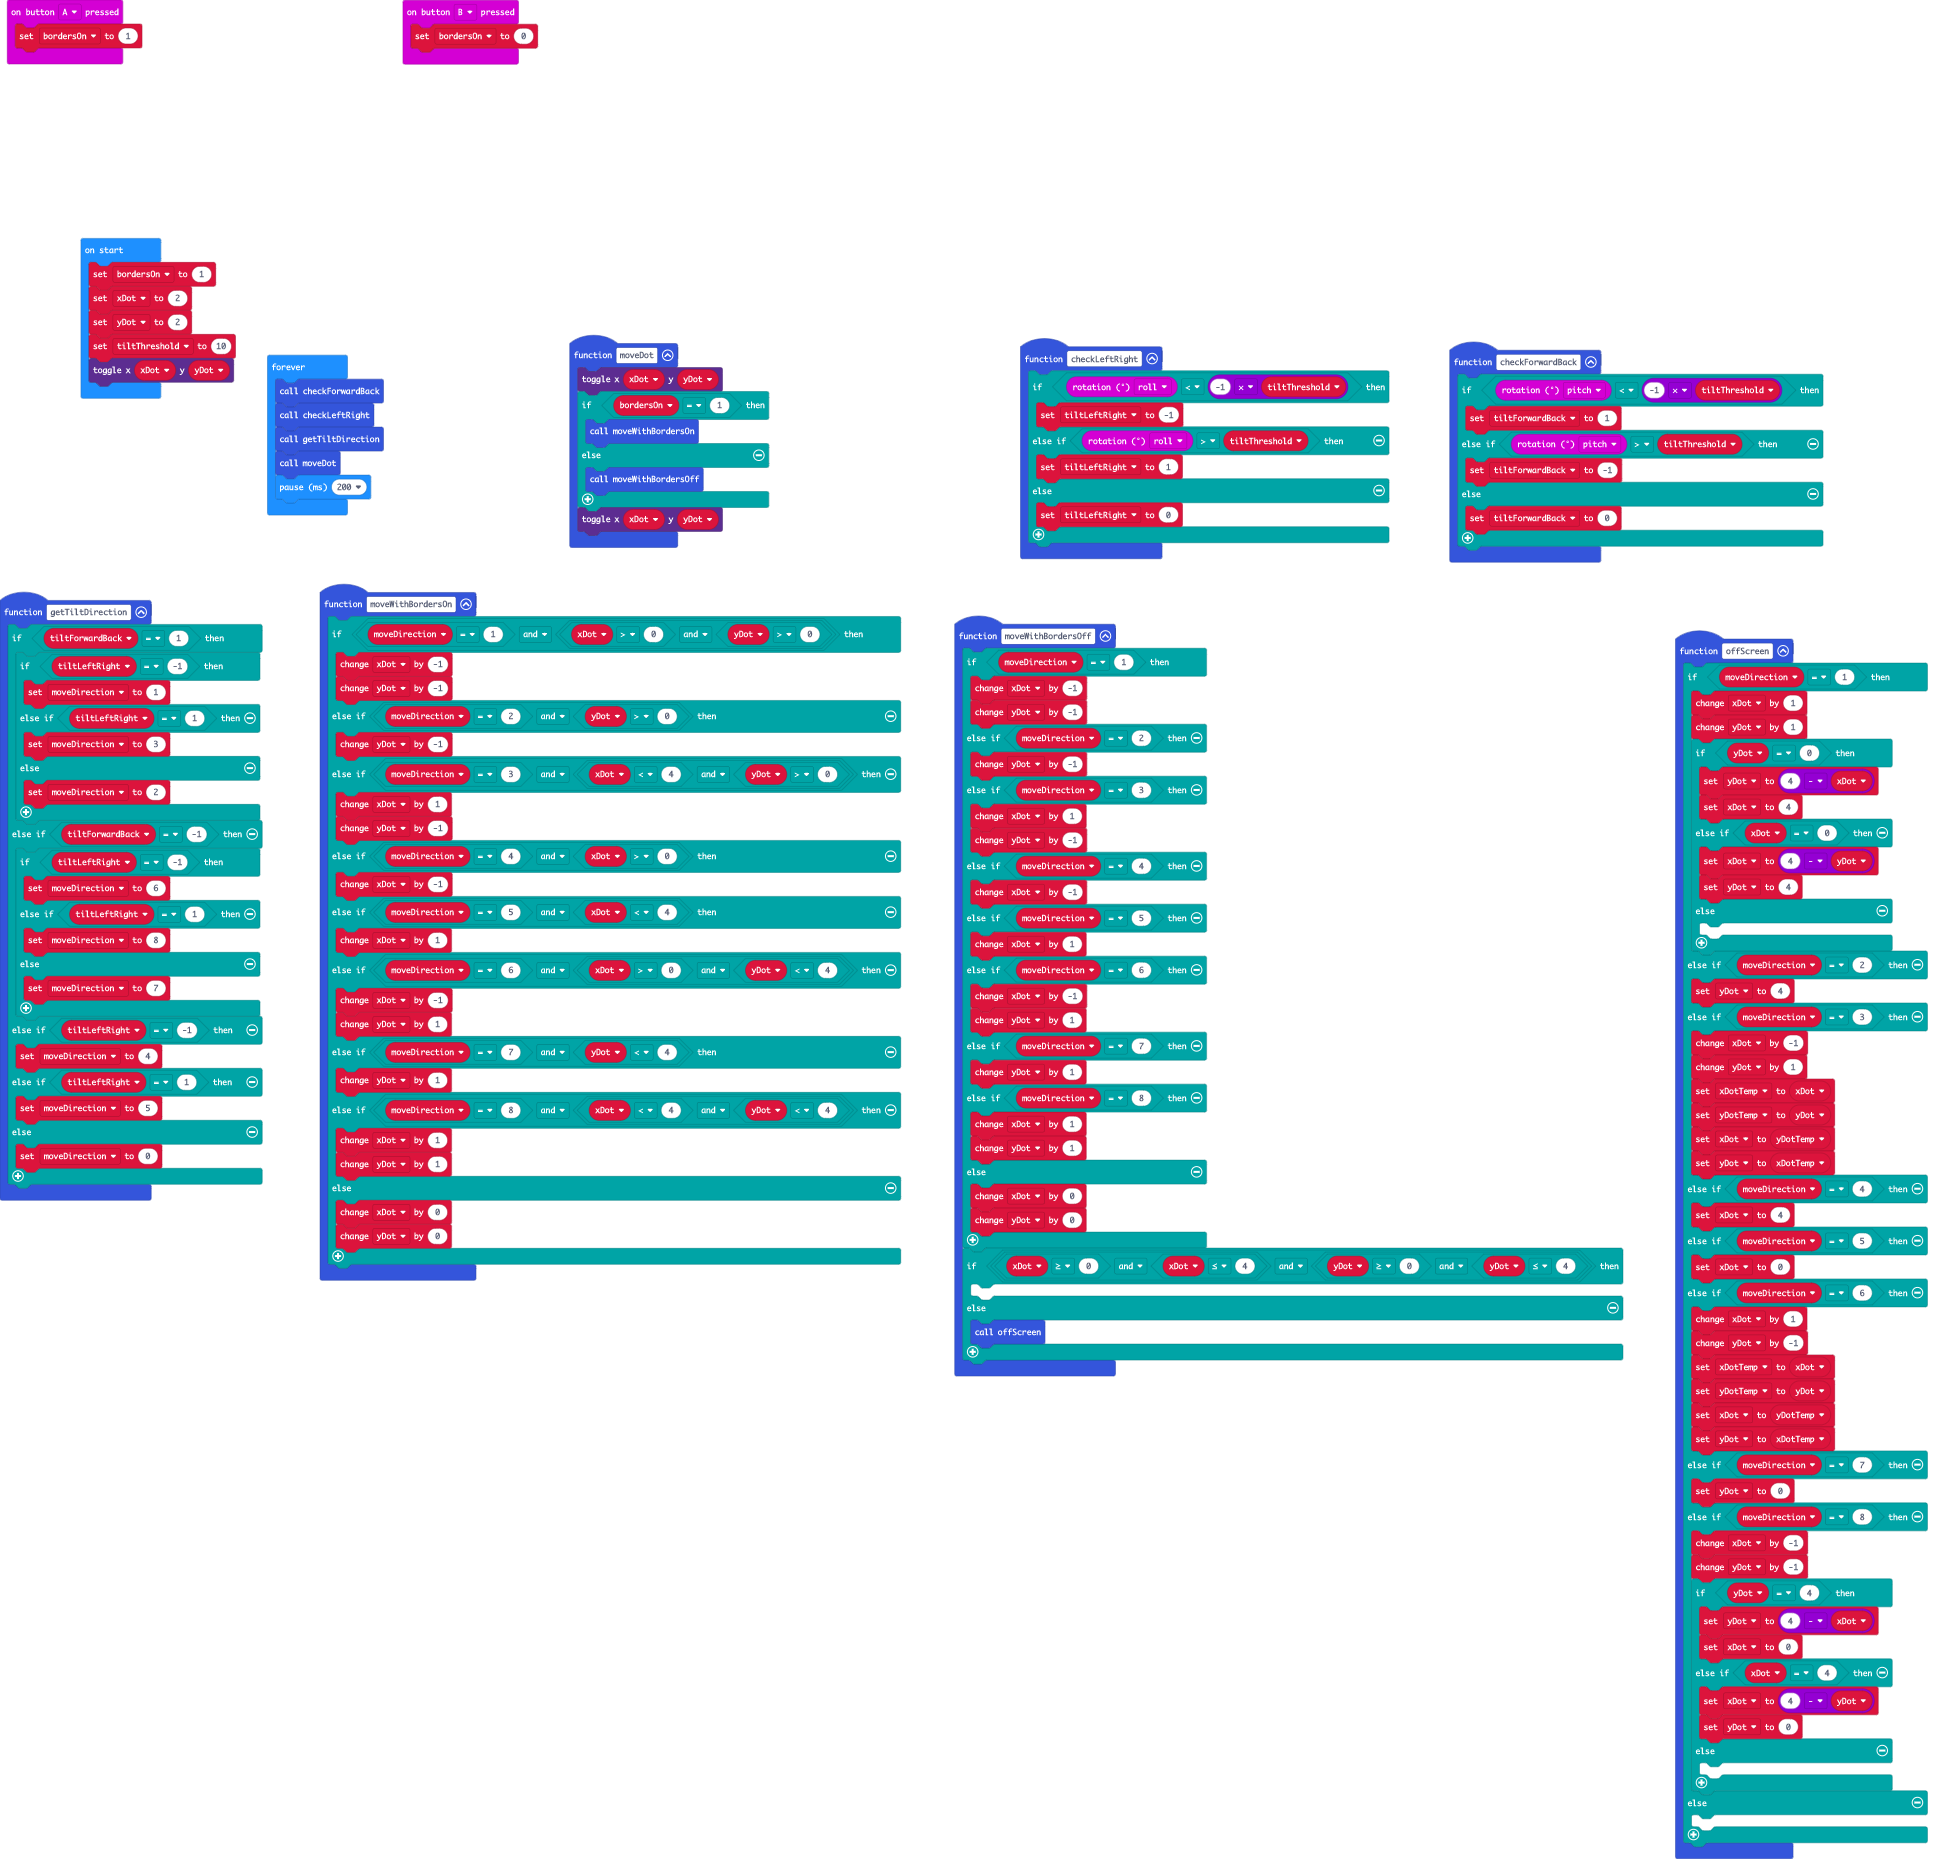 on button A pressed
set bordersOn to 1
on button B pressed
set bordersOn to 0
on start
set bordersOn to 1
set xDot to 2
set yDot to 2
set tiltThreshold to 10
toggle x xDot y yDot
forever
call checkForwardBack
call checkLeftRight
call getTiltDirection
call moveDot
pause (ms) 200
function moveDot
toggle x xDot y yDot
if bordersOn = 1 then
call moveWithBordersOn
else
call moveWithBordersOff
toggle x xDot y yDot
function checkLeftRight
if rotation (°) roll < -1 × tiltThreshold then
set tiltLeftRight to -1
else if rotation (°) roll > tiltThreshold then
set tiltLeftRight to 1
else
set tiltLeftRight to 0
function checkForwardBack
if rotation (°) pitch < -1 × tiltThreshold then
set tiltForwardBack to 1
else if rotation (°) pitch > tiltThreshold then
set tiltForwardBack to -1
else
set tiltForwardBack to 0
function getTiltDirection
if tiltForwardBack = 1 then
if tiltLeftRight = -1 then
set moveDirection to 1
else if tiltLeftRight = 1 then
set moveDirection to 3
else
set moveDirection to 2
else if tiltForwardBack = -1 then
if tiltLeftRight = -1 then
set moveDirection to 6
else if tiltLeftRight = 1 then
set moveDirection to 8
else
set moveDirection to 7
else if tiltLeftRight = -1 then
set moveDirection to 4
else if tiltLeftRight = 1 then
set moveDirection to 5
else
set moveDirection to 0
function moveWithBordersOn
if moveDirection = 1 and xDot > 0 and yDot > 0 then
change xDot by -1
change yDot by -1
else if moveDirection = 2 and yDot > 0 then
change yDot by -1
else if moveDirection = 3 and xDot < 4 and yDot > 0 then
change xDot by 1
change yDot by -1
else if moveDirection = 4 and xDot > 0 then
change xDot by -1
else if moveDirection = 5 and xDot < 4 then
change xDot by 1
else if moveDirection = 6 and xDot > 0 and yDot < 4 then
change xDot by -1
change yDot by 1
else if moveDirection = 7 and yDot < 4 then
change yDot by 1
else if moveDirection = 8 and xDot < 4 and yDot < 4 then
change xDot by 1
change yDot by 1
else
change xDot by 0
change yDot by 0
function moveWithBordersOff
if moveDirection = 1 then
change xDot by -1
change yDot by -1
else if moveDirection = 2 then
change yDot by -1
else if moveDirection = 3 then
change xDot by 1
change yDot by -1
else if moveDirection = 4 then
change xDot by -1
else if moveDirection = 5 then
change xDot by 1
else if moveDirection = 6 then
change xDot by -1
change yDot by 1
else if moveDirection = 7 then
change yDot by 1
else if moveDirection = 8 then
change xDot by 1
change yDot by 1
else
change xDot by 0
change yDot by 0
if xDot ≥ 0 and xDot ≤ 4 and yDot ≥ 0 and yDot ≤ 4 then
else
call offScreen
function offScreen
if moveDirection = 1 then
change xDot by 1
change yDot by 1
if yDot = 0 then
set yDot to 4 - xDot
set xDot to 4
else if xDot = 0 then
set xDot to 4 - yDot
set yDot to 4
else
else if moveDirection = 2 then
set yDot to 4
else if moveDirection = 3 then
change xDot by -1
change yDot by 1
set xDotTemp to xDot
set yDotTemp to yDot
set xDot to yDotTemp
set yDot to xDotTemp
else if moveDirection = 4 then
set xDot to 4
else if moveDirection = 5 then
set xDot to 0
else if moveDirection = 6 then
change xDot by 1
change yDot by -1
set xDotTemp to xDot
set yDotTemp to yDot
set xDot to yDotTemp
set yDot to xDotTemp
else if moveDirection = 7 then
set yDot to 0
else if moveDirection = 8 then
change xDot by -1
change yDot by -1
if yDot = 4 then
set yDot to 4 - xDot
set xDot to 0
else if xDot = 4 then
set xDot to 4 - yDot
set yDot to 0
else
else